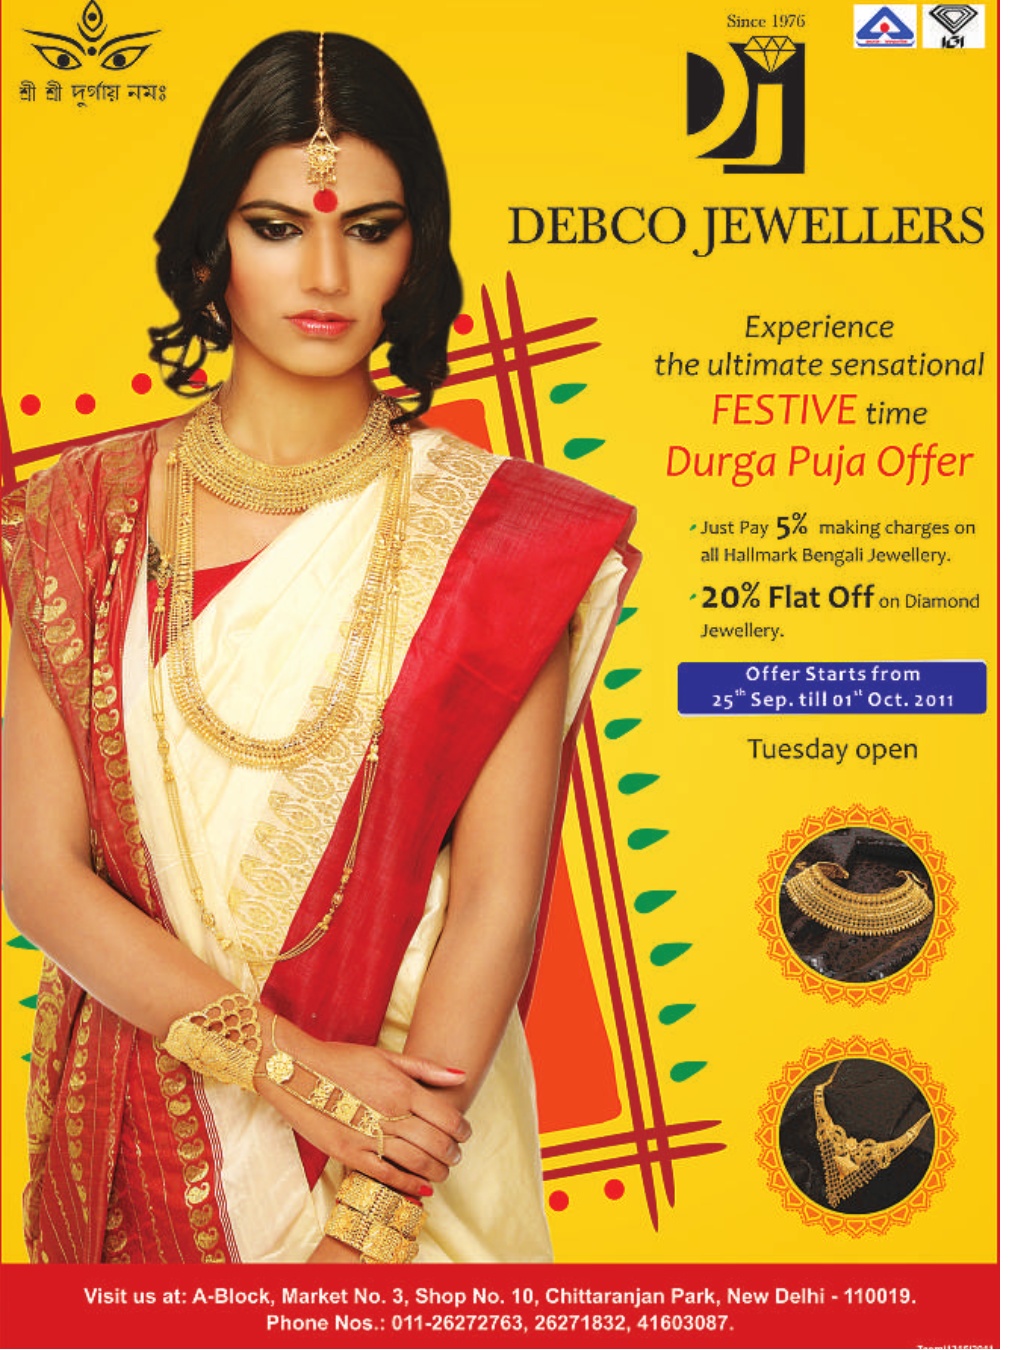 শ্রী শ্রী দুর্গায় নমঃ
Since 1976
DJ
DEBCO JEWELLERS
Experience
the ultimate sensational
FESTIVE time
Durga Puja Offer
Just Pay 5% making charges on
all Hallmark Bengali Jewellery.
20% Flat Off on Diamond
Jewellery.
Offer Starts from
25th Sep. till 01st Oct. 2011
Tuesday open
Visit us at: A-Block, Market No. 3, Shop No. 10, Chittaranjan Park, New Delhi - 110019.
Phone Nos.: 011-26272763, 26271832, 41603087.